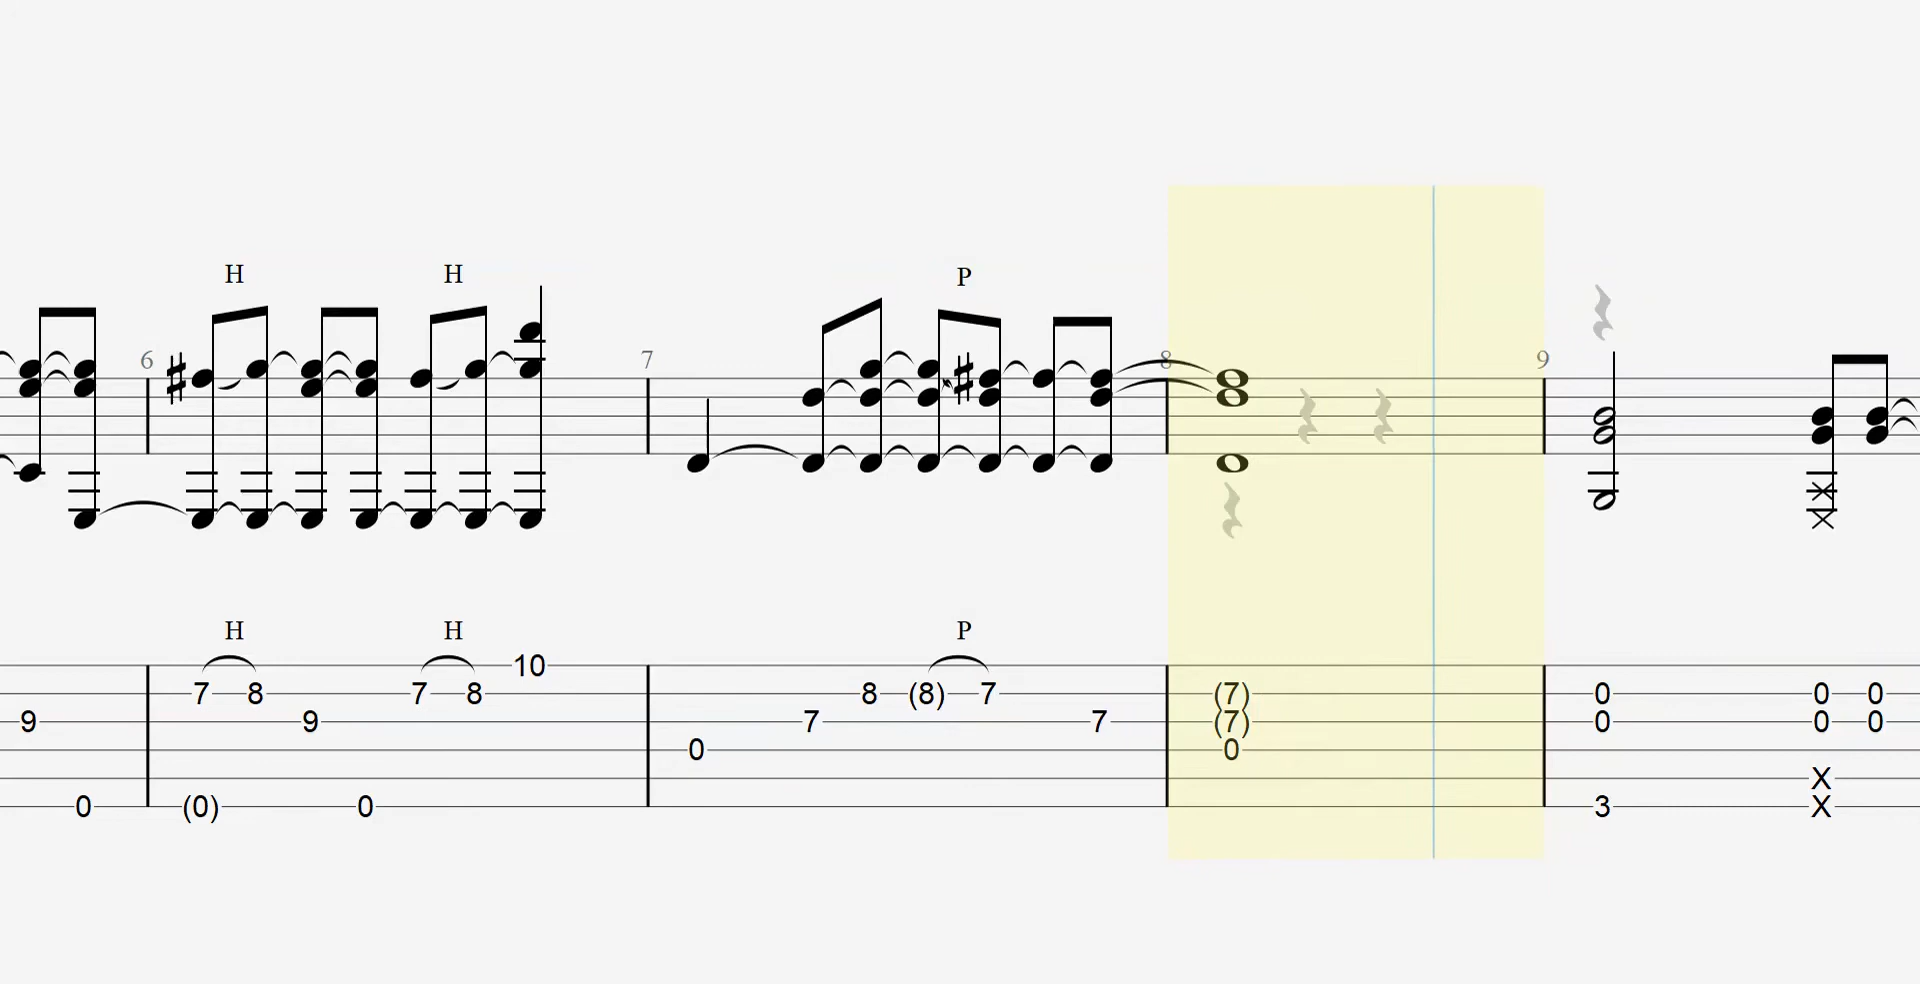 H H P
6 7 8 9
H H P
10
7 8 7 8 8 (8) 7 (7) 0 0 0
9 9 7 7 (7) 0 0 0
0 0
X
0 (0) 0 3 X